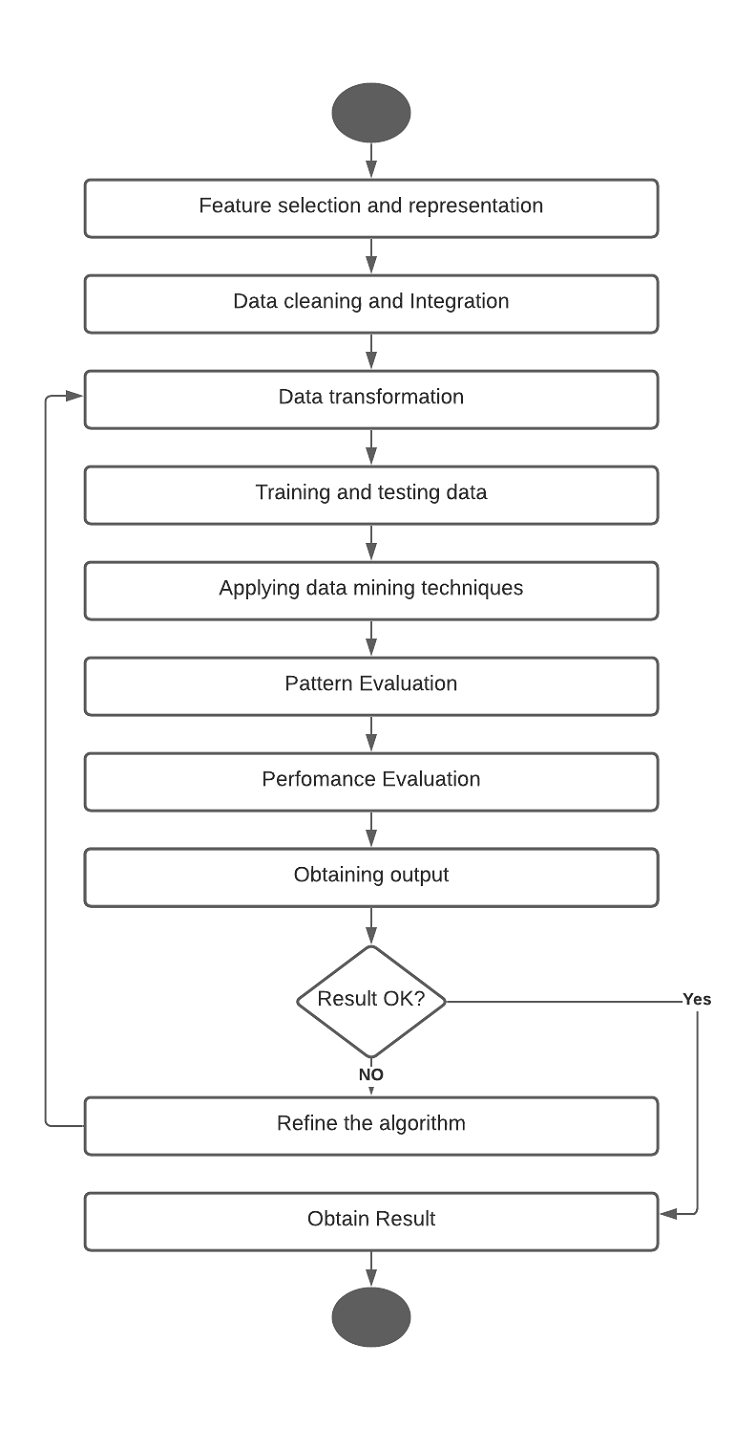 Feature selection and representation
Data cleaning and Integration
Data transformation
Training and testing data
Applying data mining techniques
Pattern Evaluation
Perfomance Evaluation
Obtaining output
Result OK?
Yes
NO
Refine the algorithm
Obtain Result